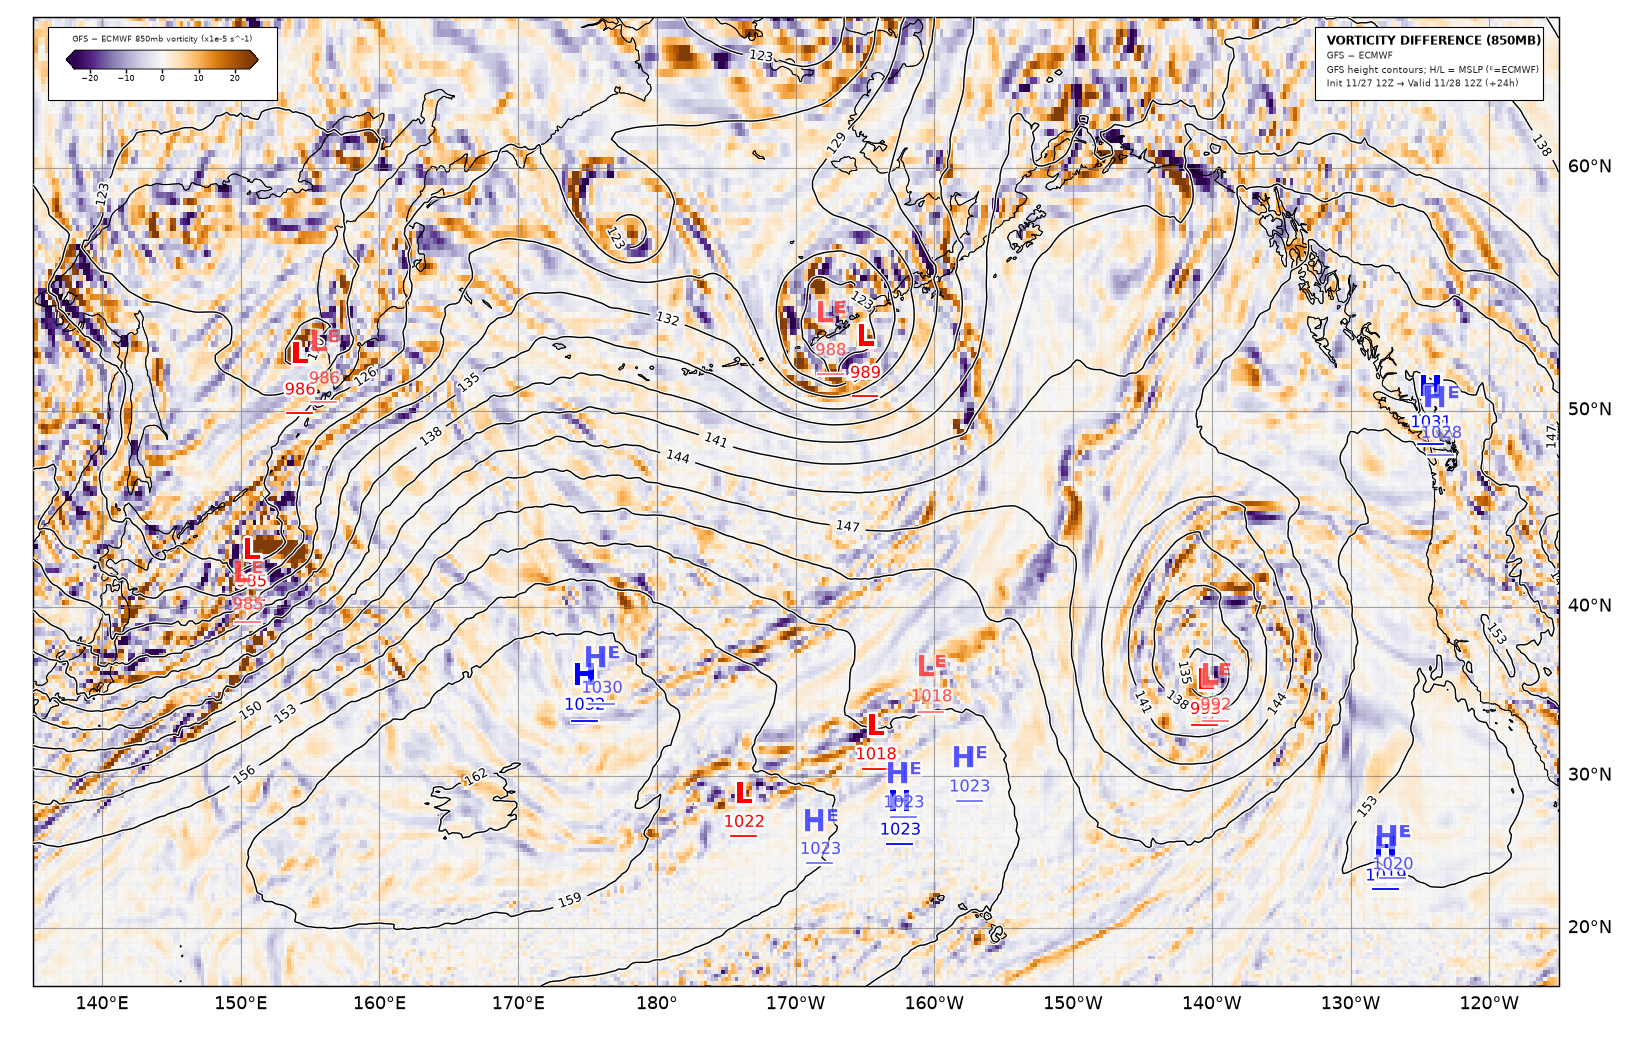 GFS − ECMWF 850mb vorticity (x1e-5 s^-1)
−20 −10 0 10 20
VORTICITY DIFFERENCE (850MB)
GFS − ECMWF
GFS height contours; H/L = MSLP (ᴱ=ECMWF)
Init 11/27 12Z → Valid 11/28 12Z (+24h)
123
129
138
60°N
123
123
123
132
L E
988
L
989
L
986
L E
986
126
135
138
141
144
147
147
50°N
H
1031
H E
1028
L
L E
985
40°N
H E
1030
H
1032
L E
1018
L
1018
L E
992
135
138
141
144
150
153
153
156
162
30°N
H E
1023
H E
1023
H
1023
L
1022
H E
1023
153
H E
1020
H
159
20°N
140°E 150°E 160°E 170°E 180° 170°W 160°W 150°W 140°W 130°W 120°W